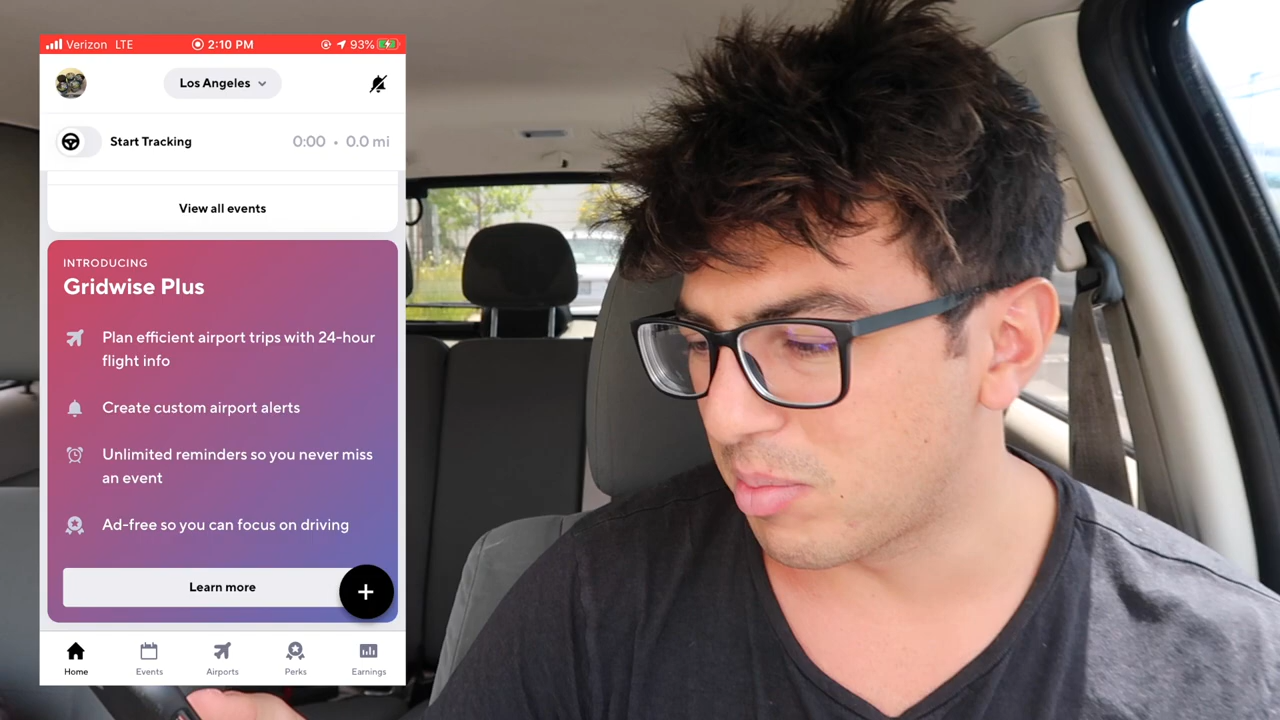 Verizon LTE 2:10 PM 93%
Los Angeles
Start Tracking 0:00 • 0.0 mi
View all events
INTRODUCING
Gridwise Plus
Plan efficient airport trips with 24-hour
flight info
Create custom airport alerts
Unlimited reminders so you never miss
an event
Ad-free so you can focus on driving
Learn more
+
Home Events Airports Perks Earnings